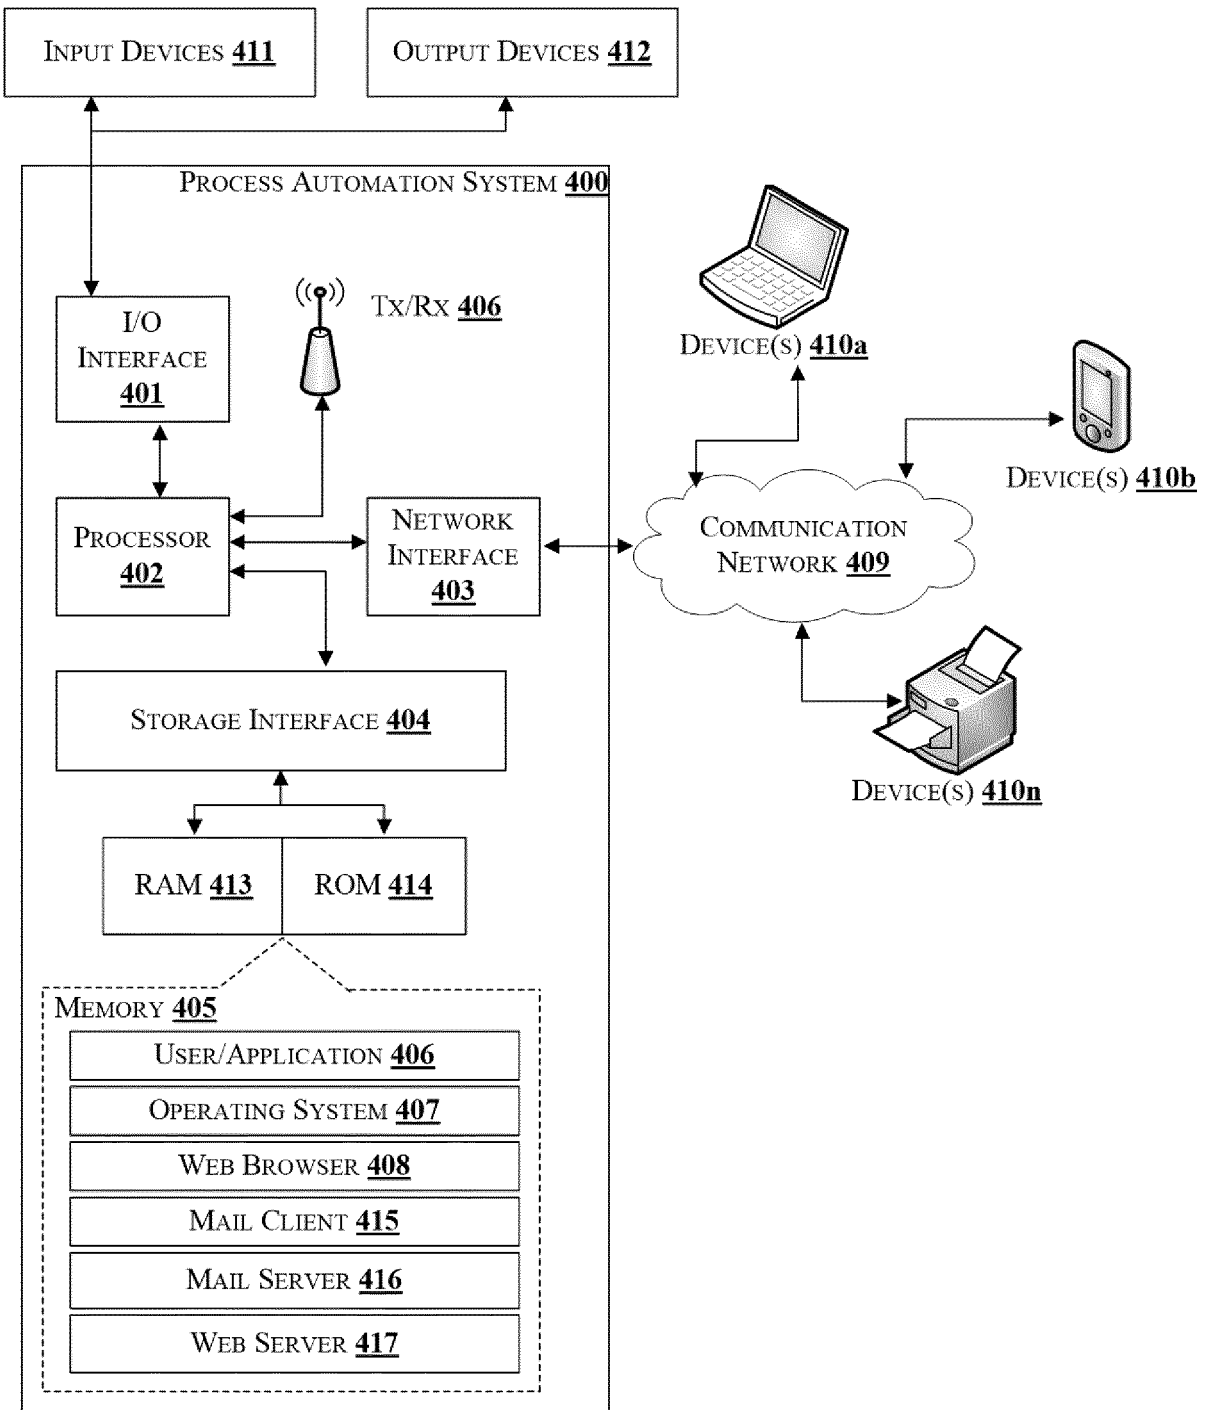 Input Devices 411
Output Devices 412
Process Automation System 400
I/O
Interface
401
Tx/Rx 406
Device(s) 410a
Device(s) 410b
Processor
402
Network
Interface
403
Communication
Network 409
Storage Interface 404
Device(s) 410n
RAM 413
ROM 414
Memory 405
User/Application 406
Operating System 407
Web Browser 408
Mail Client 415
Mail Server 416
Web Server 417